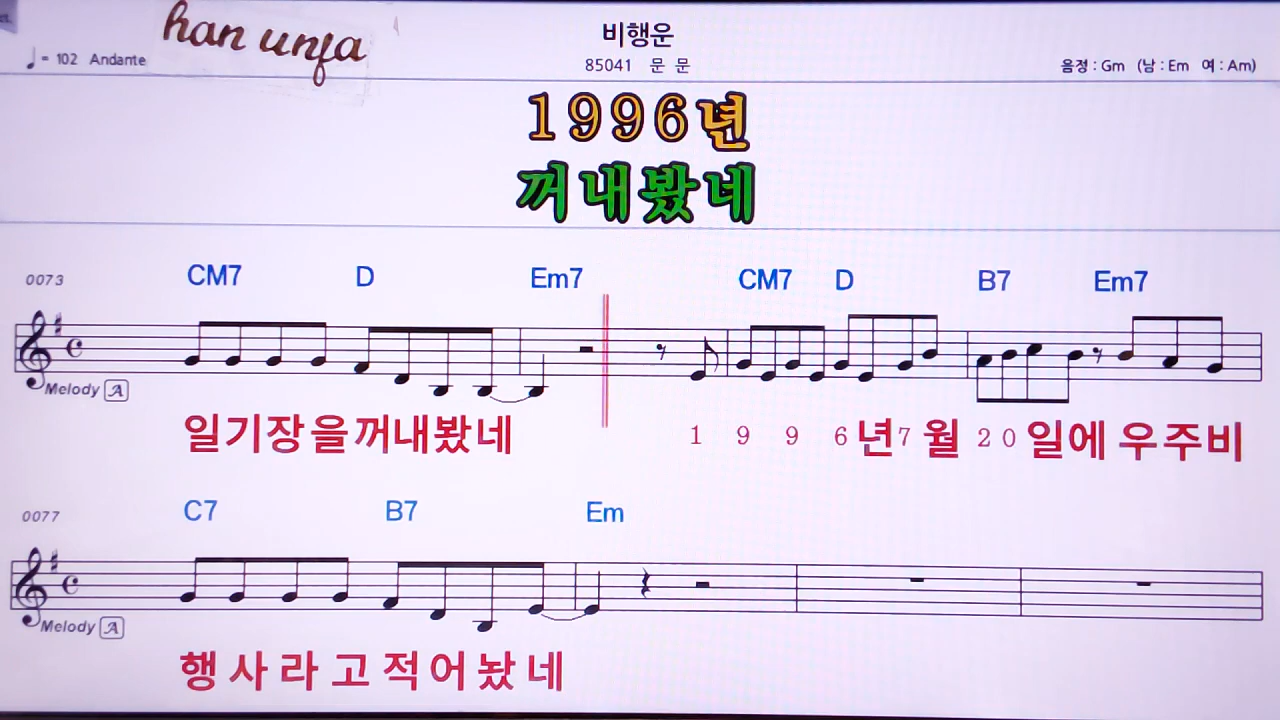 han unfa
비행운
♩= 102 Andante
85041 문 문
음정 : Gm (남 : Em 여 : Am)
1996년
꺼내봤네
0073 CM7 D Em7 CM7 D B7 Em7
Melody A
일기장을꺼내봤네 1 9 9 6년7월 20일에 우주비
0077 C7 B7 Em
Melody A
행사라고적어놨네